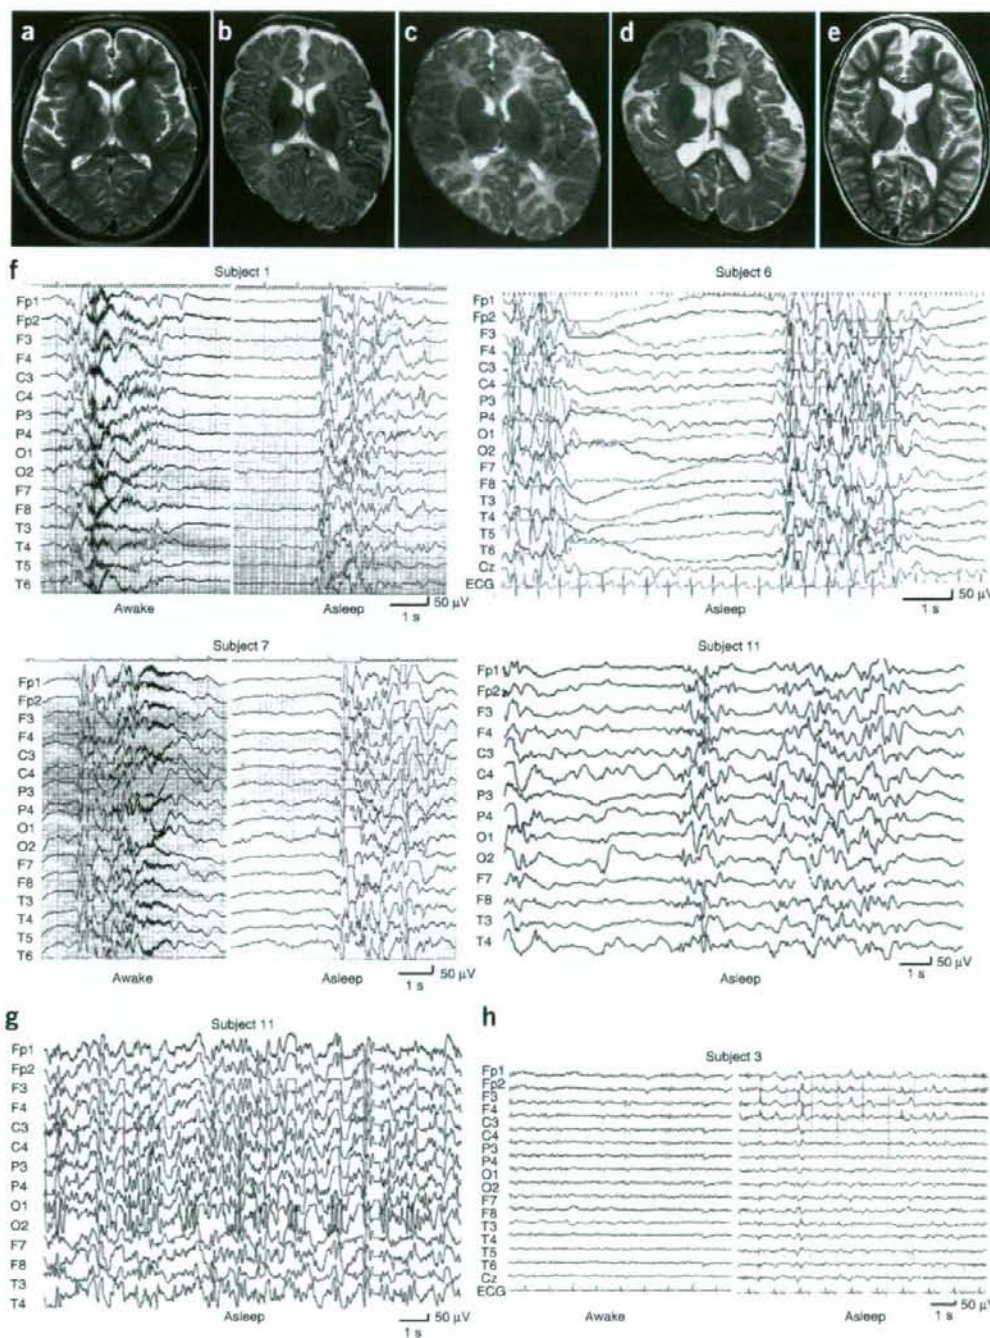 a b c d e
f
Subject 1
Fp1
Fp2
F3
F4
C3
C4
P3
P4
O1
O2
F7
F8
T3
T4
T5
T6
Awake
Asleep
50 µV
1 s
Subject 6
Fp1
Fp2
F3
F4
C3
C4
P3
P4
O1
O2
F7
F8
T3
T4
T5
T6
Cz
ECG
Asleep
50 µV
1 s
Subject 7
Fp1
Fp2
F3
F4
C3
C4
P3
P4
O1
O2
F7
F8
T3
T4
T5
T6
Awake
Asleep
50 µV
1 s
Subject 11
Fp1
Fp2
F3
F4
C3
C4
P3
P4
O1
O2
F7
F8
T3
T4
Asleep
50 µV
1 s
g
Subject 11
Fp1
Fp2
F3
F4
C3
C4
P3
P4
O1
O2
F7
F8
T3
T4
Asleep
50 µV
1 s
h
Subject 3
Fp1
Fp2
F3
F4
C3
C4
P3
P4
O1
O2
F7
F8
T3
T4
T5
T6
Cz
ECG
Awake
Asleep
50 µV
1 s